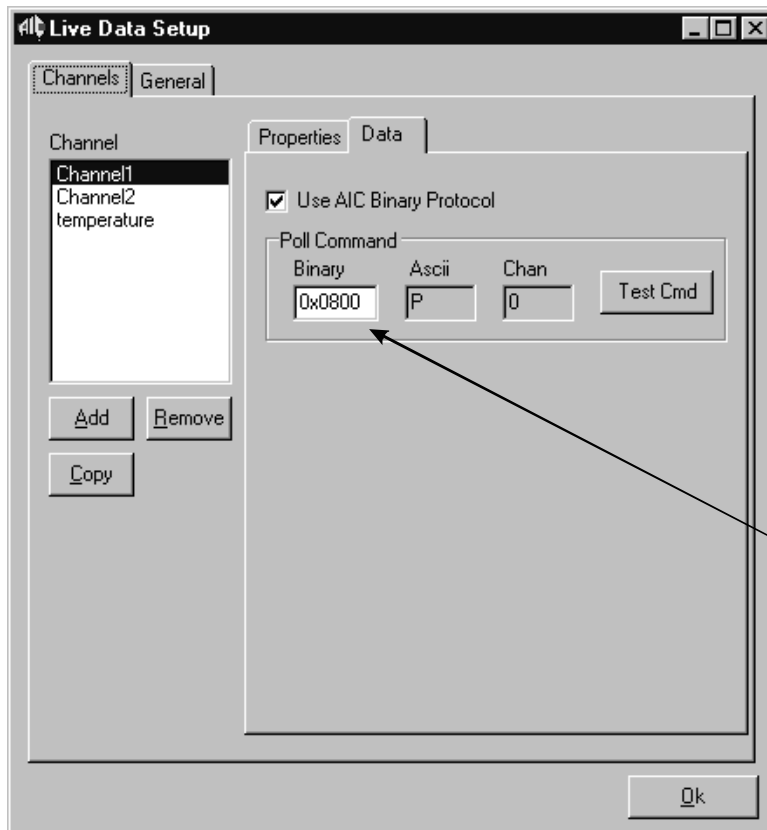 AIC Live Data Setup
Channels General
Channel
Channel1
Channel2
temperature
Add Remove
Copy
Properties Data
Use AIC Binary Protocol
Poll Command
Binary Ascii Chan
0x0800 P 0 Test Cmd
Ok